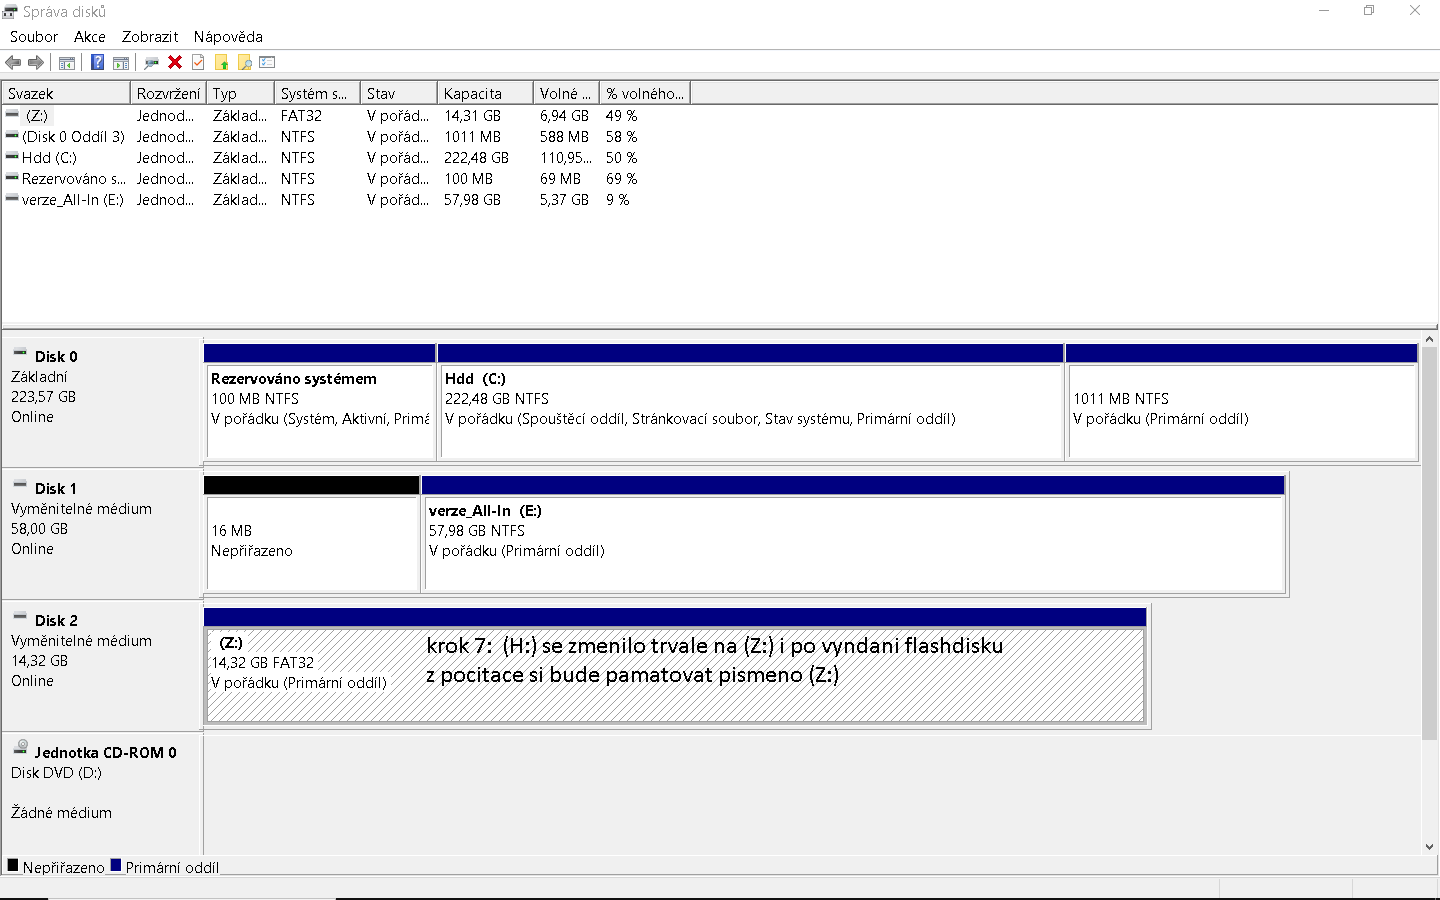 Správa disků
Soubor Akce Zobrazit Nápověda
Svazek Rozvržení Typ Systém s... Stav Kapacita Volné ... % volného...
(Z:) Jednod... Základ... FAT32 V pořád... 14,31 GB 6,94 GB 49 %
(Disk 0 Oddíl 3) Jednod... Základ... NTFS V pořád... 1011 MB 588 MB 58 %
Hdd (C:) Jednod... Základ... NTFS V pořád... 222,48 GB 110,95... 50 %
Rezervováno s... Jednod... Základ... NTFS V pořád... 100 MB 69 MB 69 %
verze_All-In (E:) Jednod... Základ... NTFS V pořád... 57,98 GB 5,37 GB 9 %
Disk 0
Základní
223,57 GB
Online
Rezervováno systémem
100 MB NTFS
V pořádku (Systém, Aktivní, Primá
Hdd (C:)
222,48 GB NTFS
V pořádku (Spouštěcí oddíl, Stránkovací soubor, Stav systému, Primární oddíl)
1011 MB NTFS
V pořádku (Primární oddíl)
Disk 1
Vyměnitelné médium
58,00 GB
Online
16 MB
Nepřiřazeno
verze_All-In (E:)
57,98 GB NTFS
V pořádku (Primární oddíl)
Disk 2
Vyměnitelné médium
14,32 GB
Online
(Z:)
14,32 GB FAT32
V pořádku (Primární oddíl)
krok 7: (H:) se zmenilo trvale na (Z:) i po vyndani flashdisku
z pocitace si bude pamatovat pismeno (Z:)
Jednotka CD-ROM 0
Disk DVD (D:)
Žádné médium
Nepřiřazeno Primární oddíl